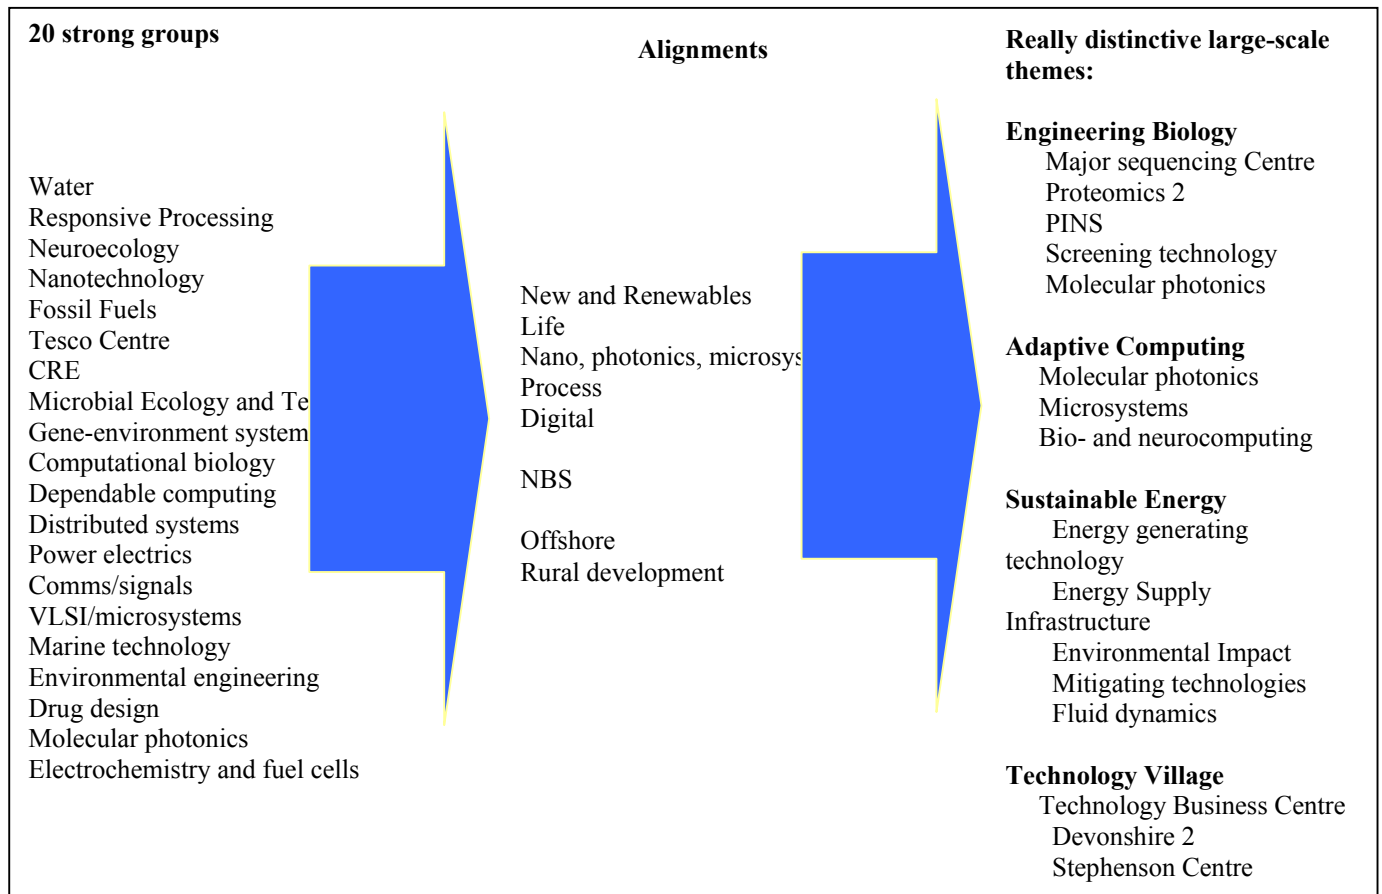 20 strong groups
Water
Responsive Processing
Neuroecology
Nanotechnology
Fossil Fuels
Tesco Centre
CRE
Microbial Ecology and Te
Gene-environment system
Computational biology
Dependable computing
Distributed systems
Power electrics
Comms/signals
VLSI/microsystems
Marine technology
Environmental engineering
Drug design
Molecular photonics
Electrochemistry and fuel cells
Alignments
New and Renewables
Life
Nano, photonics, microsys
Process
Digital
NBS
Offshore
Rural development
Really distinctive large-scale
themes:
Engineering Biology
Major sequencing Centre
Proteomics 2
PINS
Screening technology
Molecular photonics
Adaptive Computing
Molecular photonics
Microsystems
Bio- and neurocomputing
Sustainable Energy
Energy generating
technology
Energy Supply
Infrastructure
Environmental Impact
Mitigating technologies
Fluid dynamics
Technology Village
Technology Business Centre
Devonshire 2
Stephenson Centre